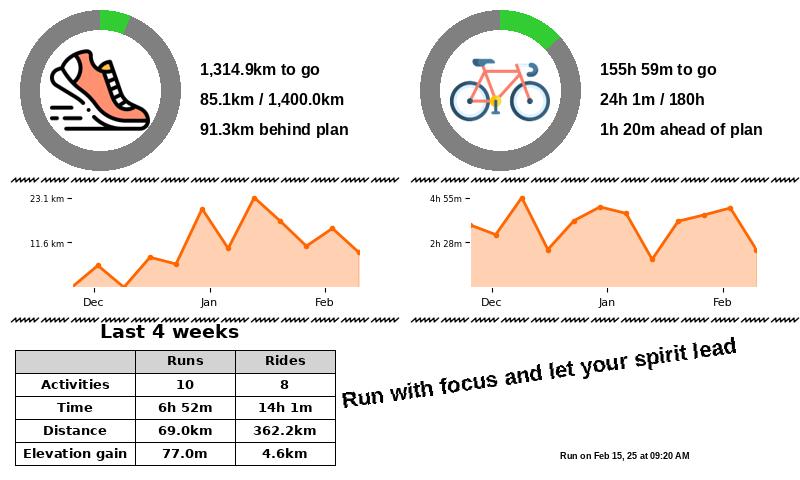 1,314.9km to go
85.1km / 1,400.0km
91.3km behind plan
155h 59m to go
24h 1m / 180h
1h 20m ahead of plan
23.1 km
11.6 km
Dec Jan Feb
4h 55m
2h 28m
Dec Jan Feb
Last 4 weeks
Runs Rides
Activities 10 8
Time 6h 52m 14h 1m
Distance 69.0km 362.2km
Elevation gain 77.0m 4.6km
Run with focus and let your spirit lead
Run on Feb 15, 25 at 09:20 AM